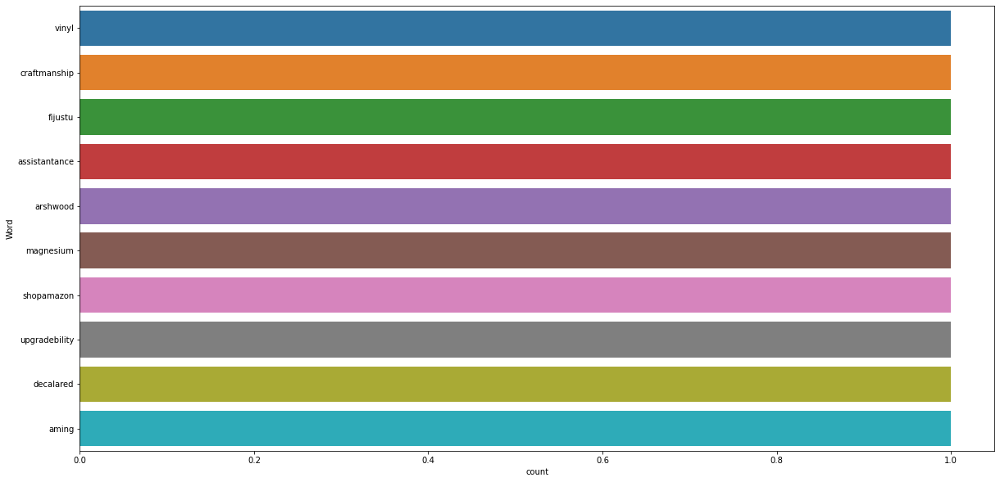 vinyl
craftmanship
fijustu
assistantance
arshwood
magnesium
shopamazon
upgradebility
decalared
aming
Word
0.0 0.2 0.4 0.6 0.8 1.0
count